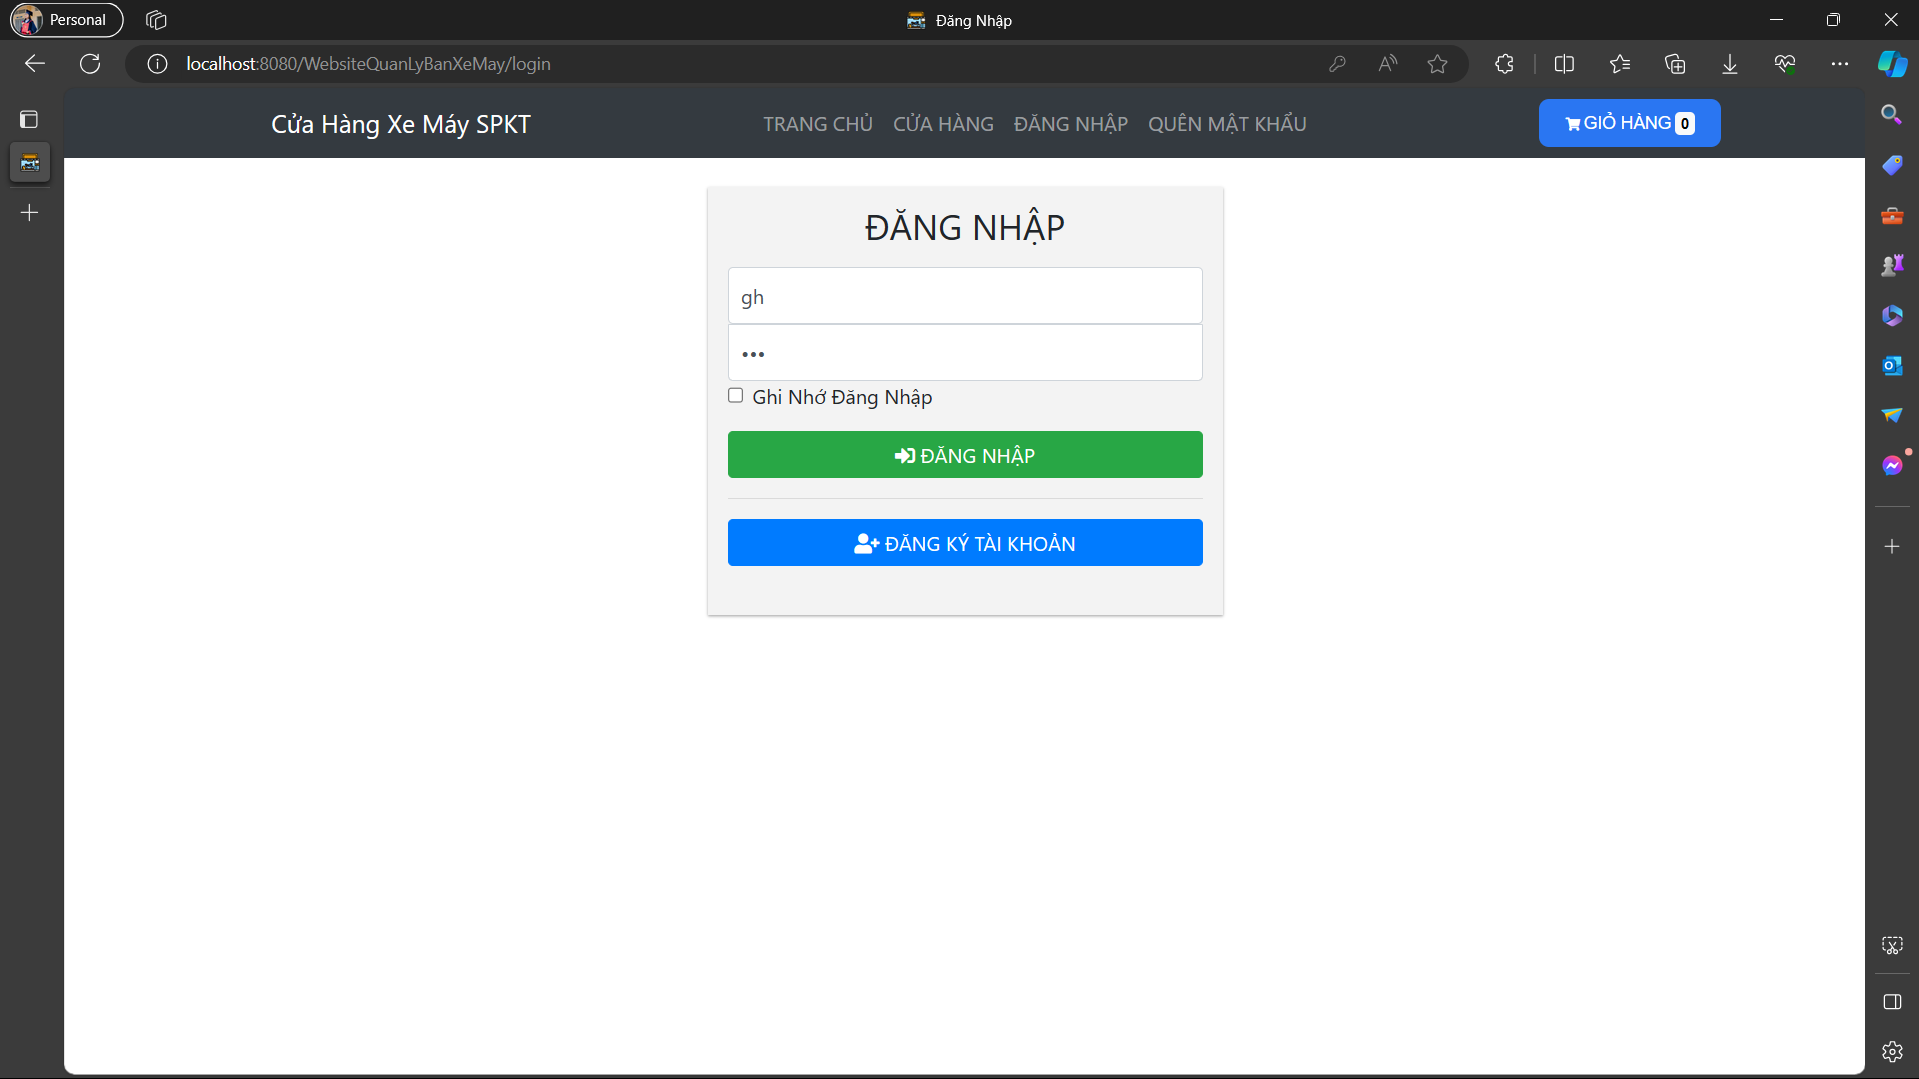 Personal
Đăng Nhập
localhost:8080/WebsiteQuanLyBanXeMay/login
Cửa Hàng Xe Máy SPKT
TRANG CHỦ CỬA HÀNG ĐĂNG NHẬP QUÊN MẬT KHẨU
GIỎ HÀNG 0
ĐĂNG NHẬP
gh
•••
Ghi Nhớ Đăng Nhập
ĐĂNG NHẬP
ĐĂNG KÝ TÀI KHOẢN